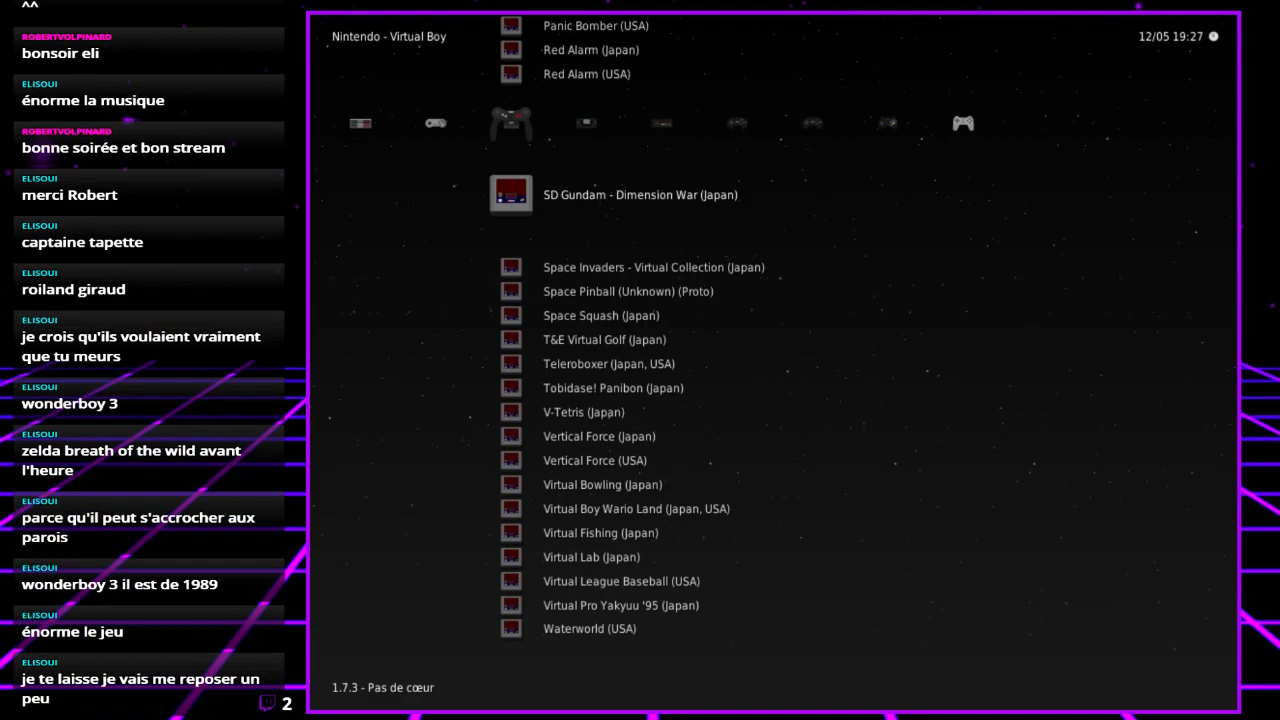 ^^
ROBERTVOLPINARD
bonsoir eli
ELISOUI
énorme la musique
ROBERTVOLPINARD
bonne soirée et bon stream
ELISOUI
merci Robert
ELISOUI
captaine tapette
ELISOUI
roiland giraud
ELISOUI
je crois qu'ils voulaient vraiment
que tu meurs
ELISOUI
wonderboy 3
ELISOUI
zelda breath of the wild avant
l'heure
ELISOUI
parce qu'il peut s'accrocher aux
parois
ELISOUI
wonderboy 3 il est de 1989
ELISOUI
énorme le jeu
ELISOUI
je te laisse je vais me reposer un
peu
2
Nintendo - Virtual Boy
12/05 19:27
Panic Bomber (USA)
Red Alarm (Japan)
Red Alarm (USA)
SD Gundam - Dimension War (Japan)
Space Invaders - Virtual Collection (Japan)
Space Pinball (Unknown) (Proto)
Space Squash (Japan)
T&E Virtual Golf (Japan)
Teleroboxer (Japan, USA)
Tobidase! Panibon (Japan)
V-Tetris (Japan)
Vertical Force (Japan)
Vertical Force (USA)
Virtual Bowling (Japan)
Virtual Boy Wario Land (Japan, USA)
Virtual Fishing (Japan)
Virtual Lab (Japan)
Virtual League Baseball (USA)
Virtual Pro Yakyuu '95 (Japan)
Waterworld (USA)
1.7.3 - Pas de cœur